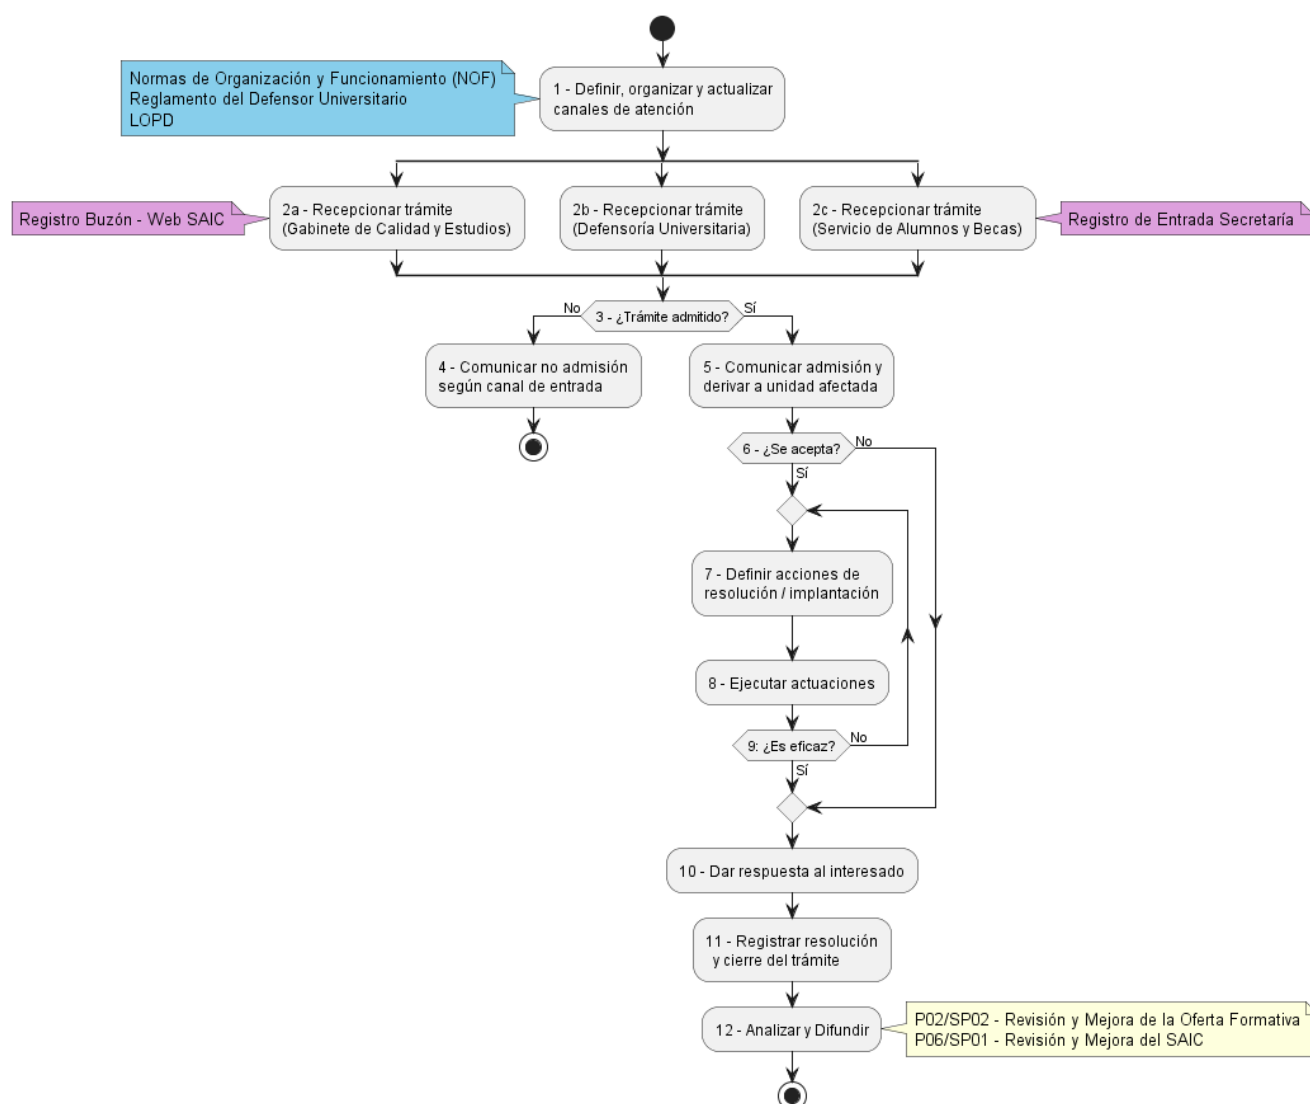 Normas de Organización y Funcionamiento (NOF)
Reglamento del Defensor Universitario
LOPD
1 - Definir, organizar y actualizar
canales de atención
Registro Buzón - Web SAIC
2a - Recepcionar trámite
(Gabinete de Calidad y Estudios)
2b - Recepcionar trámite
(Defensoría Universitaria)
2c - Recepcionar trámite
(Servicio de Alumnos y Becas)
Registro de Entrada Secretaría
No
3 - ¿Trámite admitido?
Sí
4 - Comunicar no admisión
según canal de entrada
5 - Comunicar admisión y
derivar a unidad afectada
6 - ¿Se acepta?
No
Sí
7 - Definir acciones de
resolución / implantación
8 - Ejecutar actuaciones
9: ¿Es eficaz?
No
Sí
10 - Dar respuesta al interesado
11 - Registrar resolución
y cierre del trámite
12 - Analizar y Difundir
P02/SP02 - Revisión y Mejora de la Oferta Formativa
P06/SP01 - Revisión y Mejora del SAIC